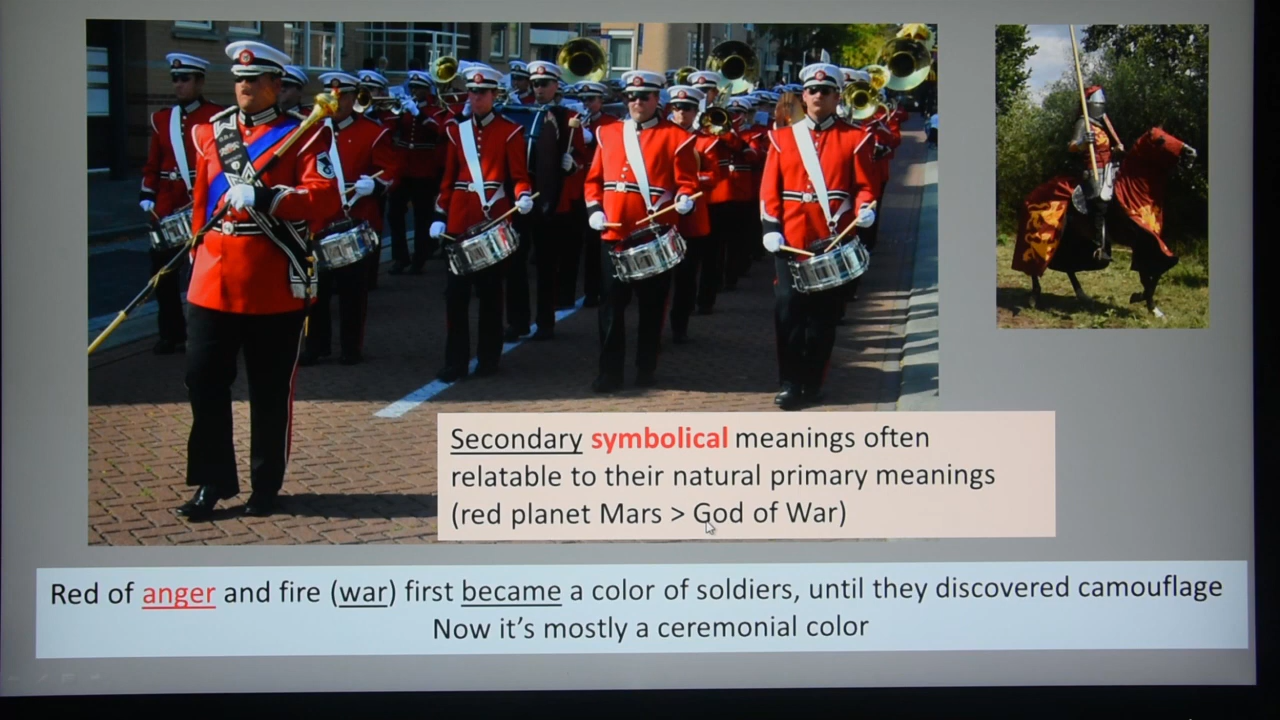 Secondary symbolical meanings often
relatable to their natural primary meanings
(red planet Mars > God of War)
Red of anger and fire (war) first became a color of soldiers, until they discovered camouflage
Now it's mostly a ceremonial color